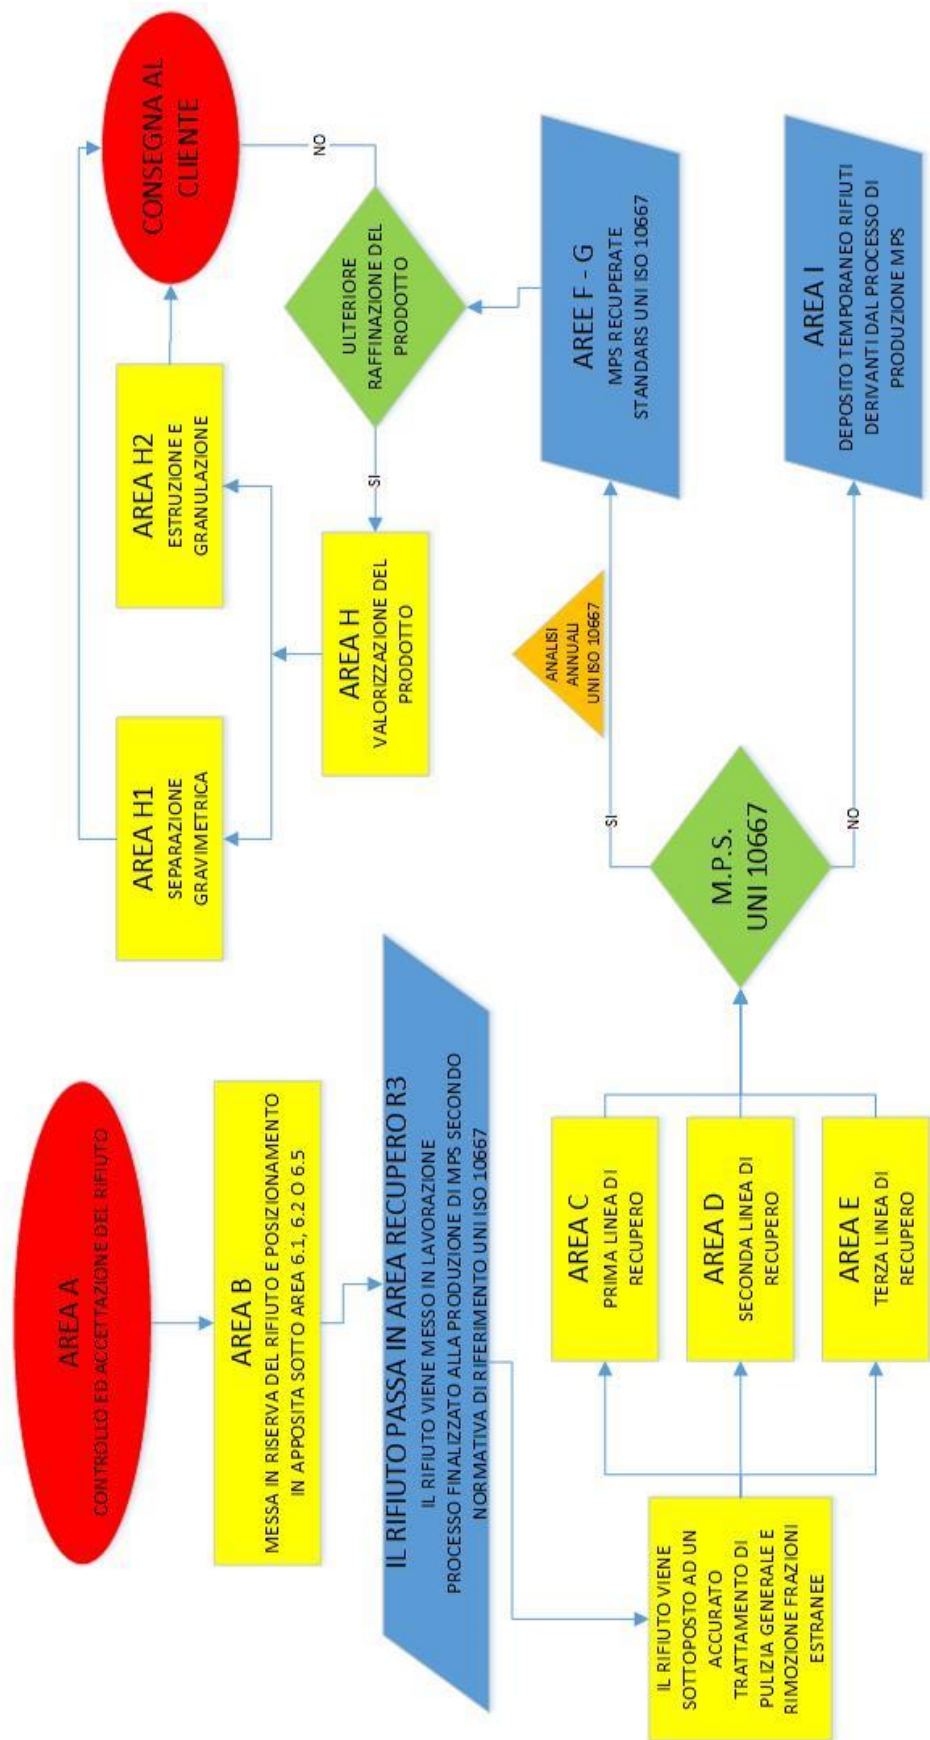 AREA A
CONTROLLO ED ACCETTAZIONE DEL RIFIUTO
AREA B
MESSA IN RISERVA DEL RIFIUTO E POSIZIONAMENTO
IN APPOSITA SOTTO AREA 6.1, 6.2 O 6.5
IL RIFIUTO PASSA IN AREA RECUPERO R3
IL RIFIUTO VIENE MESSO IN LAVORAZIONE
PROCESSO FINALIZZATO ALLA PRODUZIONE DI MPS SECONDO
NORMATIVA DI RIFERIMENTO UNI ISO 10667
IL RIFIUTO VIENE
SOTTOPOSTO AD UN
ACCURATO
TRATTAMENTO DI
PULIZIA GENERALE E
RIMOZIONE FRAZIONI
ESTRANEE
AREA C
PRIMA LINEA DI
RECUPERO
AREA D
SECONDA LINEA DI
RECUPERO
AREA E
TERZA LINEA DI
RECUPERO
M.P.S.
UNI 10667
SI
NO
ANALISI
ANNUALI
UNI ISO 10667
AREE F - G
MPS RECUPERATE
STANDARS UNI ISO 10667
AREA I
DEPOSITO TEMPORANEO RIFIUTI
DERIVANTI DAL PROCESSO DI
PRODUZIONE MPS
ULTERIORE
RAFFINAZIONE DEL
PRODOTTO
SI
NO
AREA H
VALORIZZAZIONE DEL
PRODOTTO
AREA H1
SEPARAZIONE
GRAVIMETRICA
AREA H2
ESTRUZIONE E
GRANULAZIONE
CONSEGNA AL
CLIENTE